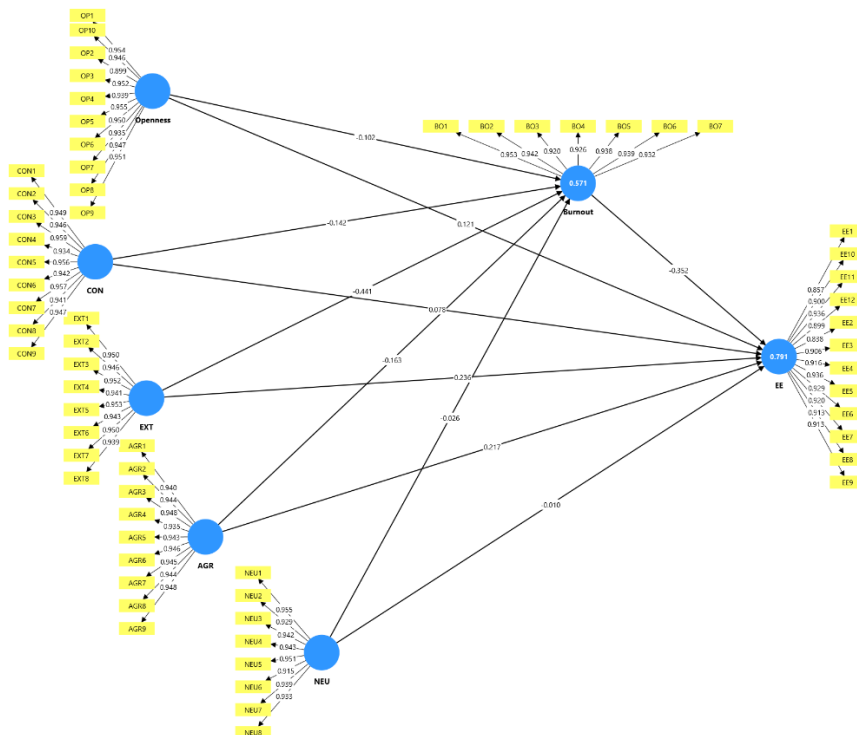 OP1
OP10
OP2
OP3
OP4
OP5
OP6
OP7
OP8
OP9
0.954
0.946
0.899
0.952
0.939
0.955
0.950
0.935
0.947
0.951
Openness
CON1
CON2
CON3
CON4
CON5
CON6
CON7
CON8
CON9
0.949
0.946
0.959
0.934
0.956
0.942
0.957
0.941
0.947
CON
EXT1
EXT2
EXT3
EXT4
EXT5
EXT6
EXT7
EXT8
0.950
0.946
0.952
0.941
0.953
0.943
0.950
0.939
EXT
AGR1
AGR2
AGR3
AGR4
AGR5
AGR6
AGR7
AGR8
AGR9
0.940
0.944
0.948
0.935
0.943
0.946
0.945
0.944
0.948
AGR
NEU1
NEU2
NEU3
NEU4
NEU5
NEU6
NEU7
NEU8
0.955
0.929
0.942
0.943
0.951
0.915
0.939
0.933
NEU
-0.102
0.121
-0.142
0.078
-0.441
0.236
-0.163
0.217
-0.026
-0.010
-0.352
BO1
BO2
BO3
BO4
BO5
BO6
BO7
0.953
0.942
0.920
0.926
0.938
0.939
0.932
0.571
Burnout
EE1
EE10
EE11
EE12
EE2
EE3
EE4
EE5
EE6
EE7
EE8
EE9
0.857
0.900
0.936
0.899
0.838
0.906
0.916
0.936
0.929
0.920
0.913
0.913
0.791
EE